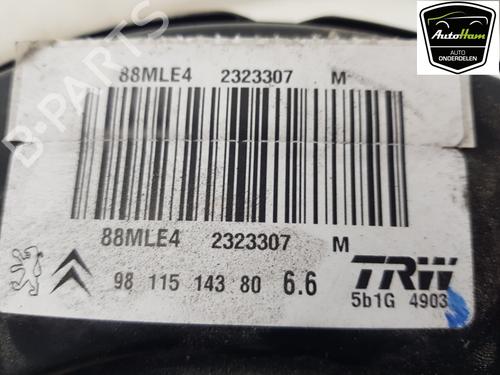 AutoHam
AUTO
ONDERDELEN
88MLE4 2323307 M
B-PARTS
88MLE4 2323307 M
98 115 143 80 6.6
TRW
5b1G 4903